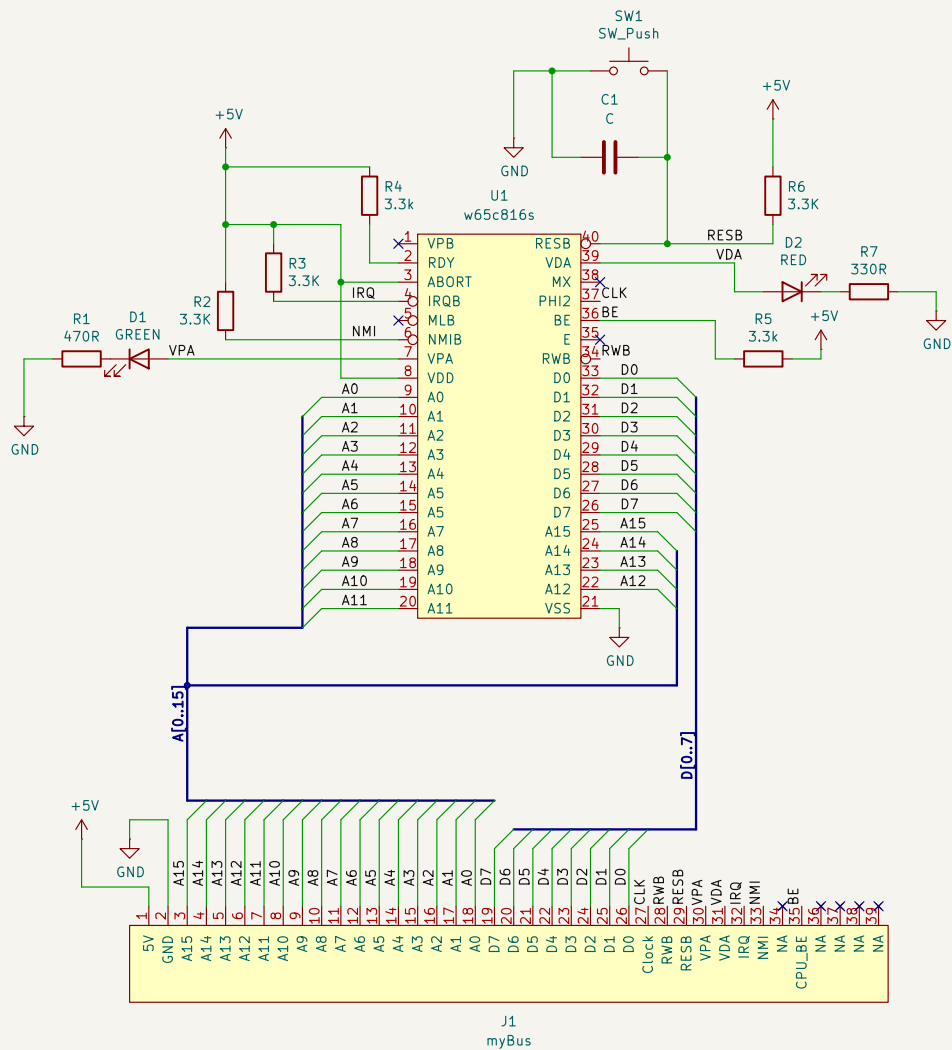 SW1
SW_Push
C1
C
+5V
GND
+5V
R4
3.3k
U1
w65c816s
R6
3.3K
1 VPB
2 RDY
3 ABORT
4 IRQB
5 MLB
6 NMIB
7 VPA
8 VDD
9 A0
10 A1
11 A2
12 A3
13 A4
14 A5
15 A5
16 A7
17 A8
18 A9
19 A10
20 A11
RESB 40
VDA 39
MX 38
PHI2 37
BE 36
E 35
RWB 34
D0 33
D1 32
D2 31
D3 30
D4 29
D5 28
D6 27
D7 26
A15 25
A14 24
A13 23
A12 22
VSS 21
RESB
VDA
D2
RED
R7
330R
GND
CLK
BE
R5
3.3k
+5V
RWB
R3
3.3K
IRQ
R2
3.3K
NMI
R1
470R
D1
GREEN
VPA
GND
A0
A1
A2
A3
A4
A5
A6
A7
A8
A9
A10
A11
D0
D1
D2
D3
D4
D5
D6
D7
A15
A14
A13
A12
GND
A[0..15]
D[0..7]
+5V
GND
A15
A14
A13
A12
A11
A10
A9
A8
A7
A6
A5
A4
A3
A2
A1
A0
D7
D6
D5
D4
D3
D2
D1
D0
CLK
RWB
RESB
VPA
VDA
IRQ
NMI
BE
1 5V
2 GND
3 A15
4 A14
5 A13
6 A12
7 A11
8 A10
9 A9
10 A8
11 A7
12 A6
13 A5
14 A4
15 A3
16 A2
17 A1
18 A0
19 D7
20 D6
21 D5
22 D4
23 D3
24 D2
25 D1
26 D0
27 Clock
28 RWB
29 RESB
30 VPA
31 VDA
32 IRQ
33 NMI
34 NA
35 CPU_BE
36 NA
37 NA
38 NA
39 NA
J1
myBus